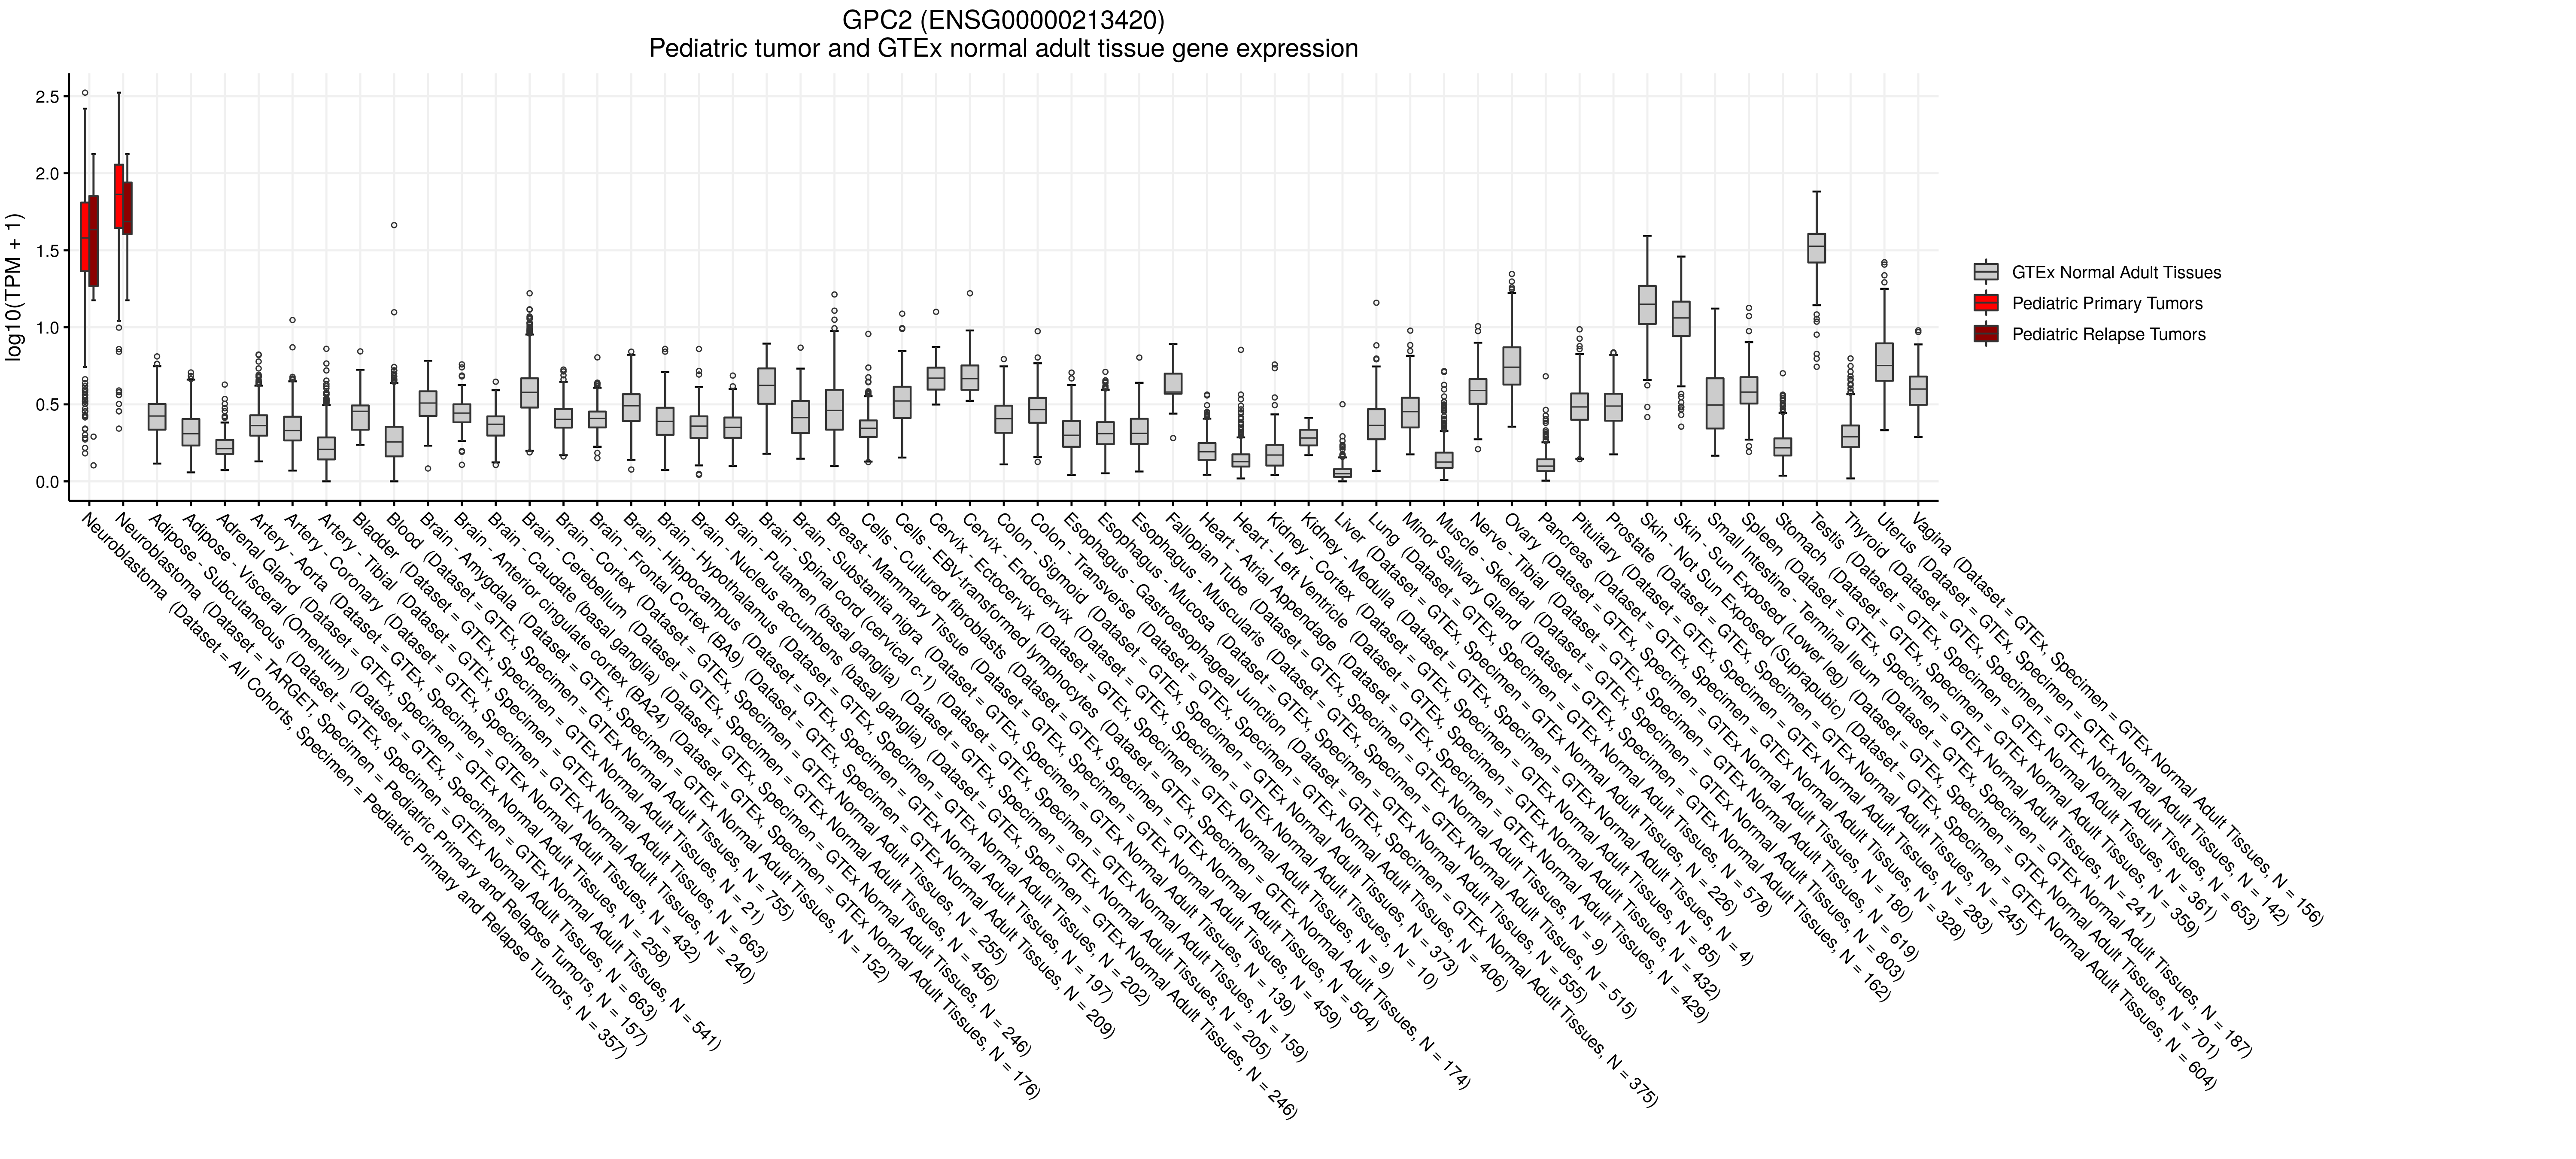 GPC2 (ENSG00000213420)
Pediatric tumor and GTEx normal adult tissue gene expression
log10(TPM + 1)
2.5
2.0
1.5
1.0
0.5
0.0
GTEx Normal Adult Tissues
Pediatric Primary Tumors
Pediatric Relapse Tumors
Neuroblastoma (Dataset = All Cohorts, Specimen = Pediatric Primary and Relapse Tumors, N = 357)
Neuroblastoma (Dataset = TARGET, Specimen = Pediatric Primary and Relapse Tumors, N = 157)
Adipose - Subcutaneous (Dataset = GTEx, Specimen = GTEx Normal Adult Tissues, N = 663)
Adipose - Visceral (Omentum) (Dataset = GTEx, Specimen = GTEx Normal Adult Tissues, N = 541)
Adrenal Gland (Dataset = GTEx, Specimen = GTEx Normal Adult Tissues, N = 258)
Artery - Aorta (Dataset = GTEx, Specimen = GTEx Normal Adult Tissues, N = 432)
Artery - Coronary (Dataset = GTEx, Specimen = GTEx Normal Adult Tissues, N = 240)
Artery - Tibial (Dataset = GTEx, Specimen = GTEx Normal Adult Tissues, N = 663)
Bladder (Dataset = GTEx, Specimen = GTEx Normal Adult Tissues, N = 21)
Blood (Dataset = GTEx, Specimen = GTEx Normal Adult Tissues, N = 755)
Brain - Amygdala (Dataset = GTEx, Specimen = GTEx Normal Adult Tissues, N = 152)
Brain - Anterior cingulate cortex (BA24) (Dataset = GTEx, Specimen = GTEx Normal Adult Tissues, N = 176)
Brain - Caudate (basal ganglia) (Dataset = GTEx, Specimen = GTEx Normal Adult Tissues, N = 246)
Brain - Cerebellum (Dataset = GTEx, Specimen = GTEx Normal Adult Tissues, N = 456)
Brain - Cortex (Dataset = GTEx, Specimen = GTEx Normal Adult Tissues, N = 255)
Brain - Frontal Cortex (BA9) (Dataset = GTEx, Specimen = GTEx Normal Adult Tissues, N = 209)
Brain - Hippocampus (Dataset = GTEx, Specimen = GTEx Normal Adult Tissues, N = 197)
Brain - Hypothalamus (Dataset = GTEx, Specimen = GTEx Normal Adult Tissues, N = 202)
Brain - Nucleus accumbens (basal ganglia) (Dataset = GTEx, Specimen = GTEx Normal Adult Tissues, N = 246)
Brain - Putamen (basal ganglia) (Dataset = GTEx, Specimen = GTEx Normal Adult Tissues, N = 205)
Brain - Spinal cord (cervical c-1) (Dataset = GTEx, Specimen = GTEx Normal Adult Tissues, N = 159)
Brain - Substantia nigra (Dataset = GTEx, Specimen = GTEx Normal Adult Tissues, N = 139)
Breast - Mammary Tissue (Dataset = GTEx, Specimen = GTEx Normal Adult Tissues, N = 459)
Cells - Cultured fibroblasts (Dataset = GTEx, Specimen = GTEx Normal Adult Tissues, N = 504)
Cells - EBV-transformed lymphocytes (Dataset = GTEx, Specimen = GTEx Normal Adult Tissues, N = 174)
Cervix - Ectocervix (Dataset = GTEx, Specimen = GTEx Normal Adult Tissues, N = 9)
Cervix - Endocervix (Dataset = GTEx, Specimen = GTEx Normal Adult Tissues, N = 10)
Colon - Sigmoid (Dataset = GTEx, Specimen = GTEx Normal Adult Tissues, N = 373)
Colon - Transverse (Dataset = GTEx, Specimen = GTEx Normal Adult Tissues, N = 406)
Esophagus - Gastroesophageal Junction (Dataset = GTEx, Specimen = GTEx Normal Adult Tissues, N = 375)
Esophagus - Mucosa (Dataset = GTEx, Specimen = GTEx Normal Adult Tissues, N = 555)
Esophagus - Muscularis (Dataset = GTEx, Specimen = GTEx Normal Adult Tissues, N = 515)
Fallopian Tube (Dataset = GTEx, Specimen = GTEx Normal Adult Tissues, N = 9)
Heart - Atrial Appendage (Dataset = GTEx, Specimen = GTEx Normal Adult Tissues, N = 429)
Heart - Left Ventricle (Dataset = GTEx, Specimen = GTEx Normal Adult Tissues, N = 432)
Kidney - Cortex (Dataset = GTEx, Specimen = GTEx Normal Adult Tissues, N = 85)
Kidney - Medulla (Dataset = GTEx, Specimen = GTEx Normal Adult Tissues, N = 4)
Liver (Dataset = GTEx, Specimen = GTEx Normal Adult Tissues, N = 226)
Lung (Dataset = GTEx, Specimen = GTEx Normal Adult Tissues, N = 578)
Minor Salivary Gland (Dataset = GTEx, Specimen = GTEx Normal Adult Tissues, N = 162)
Muscle - Skeletal (Dataset = GTEx, Specimen = GTEx Normal Adult Tissues, N = 803)
Nerve - Tibial (Dataset = GTEx, Specimen = GTEx Normal Adult Tissues, N = 619)
Ovary (Dataset = GTEx, Specimen = GTEx Normal Adult Tissues, N = 180)
Pancreas (Dataset = GTEx, Specimen = GTEx Normal Adult Tissues, N = 328)
Pituitary (Dataset = GTEx, Specimen = GTEx Normal Adult Tissues, N = 283)
Prostate (Dataset = GTEx, Specimen = GTEx Normal Adult Tissues, N = 245)
Skin - Not Sun Exposed (Suprapubic) (Dataset = GTEx, Specimen = GTEx Normal Adult Tissues, N = 604)
Skin - Sun Exposed (Lower leg) (Dataset = GTEx, Specimen = GTEx Normal Adult Tissues, N = 701)
Small Intestine - Terminal Ileum (Dataset = GTEx, Specimen = GTEx Normal Adult Tissues, N = 187)
Spleen (Dataset = GTEx, Specimen = GTEx Normal Adult Tissues, N = 241)
Stomach (Dataset = GTEx, Specimen = GTEx Normal Adult Tissues, N = 359)
Testis (Dataset = GTEx, Specimen = GTEx Normal Adult Tissues, N = 361)
Thyroid (Dataset = GTEx, Specimen = GTEx Normal Adult Tissues, N = 653)
Uterus (Dataset = GTEx, Specimen = GTEx Normal Adult Tissues, N = 142)
Vagina (Dataset = GTEx, Specimen = GTEx Normal Adult Tissues, N = 156)